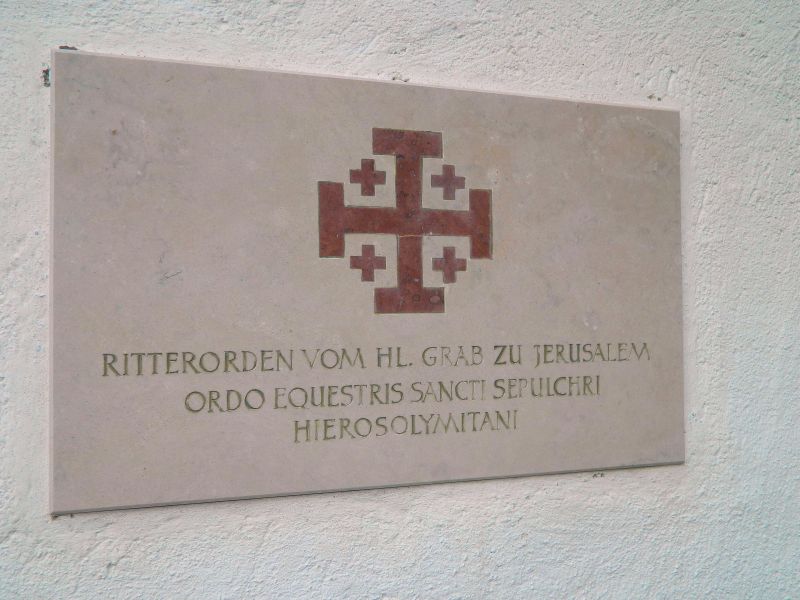 RITTERORDEN VOM HL. GRAB ZU JERUSALEM
ORDO EQUESTRIS SANCTI SEPULCHRI
HIEROSOLYMITANI